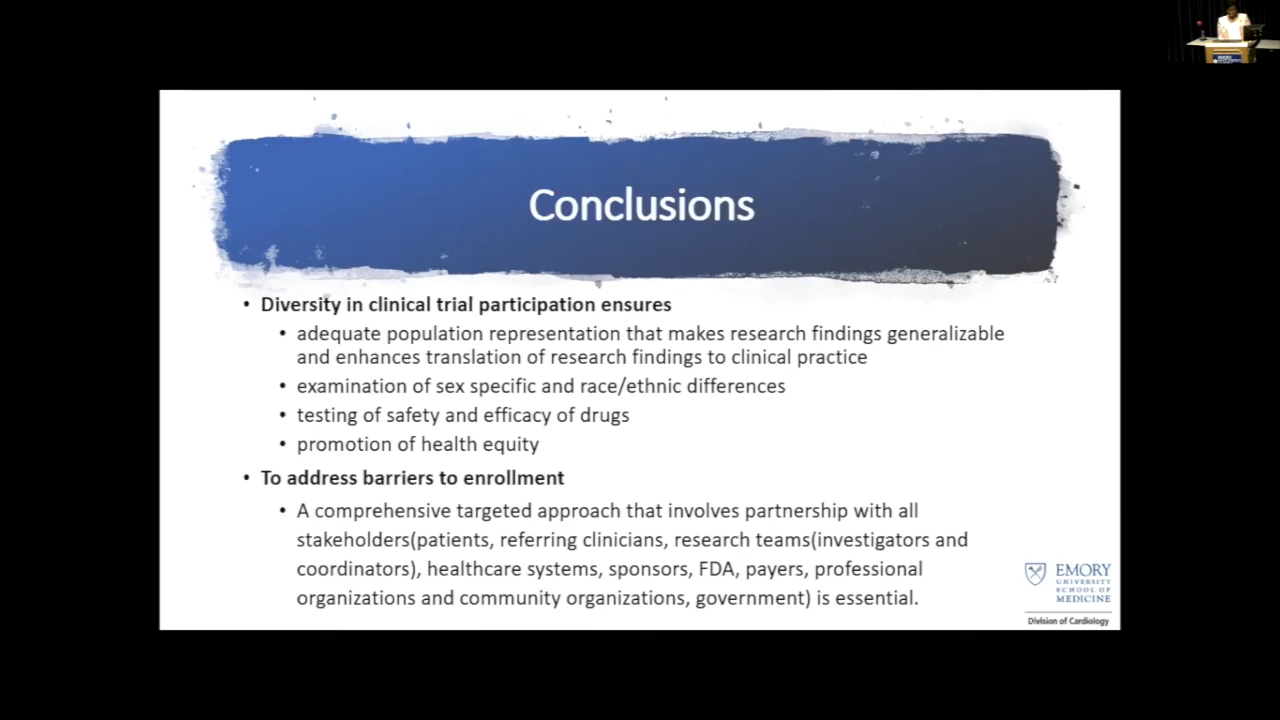 Conclusions
• Diversity in clinical trial participation ensures
• adequate population representation that makes research findings generalizable
and enhances translation of research findings to clinical practice
• examination of sex specific and race/ethnic differences
• testing of safety and efficacy of drugs
• promotion of health equity
• To address barriers to enrollment
• A comprehensive targeted approach that involves partnership with all
stakeholders(patients, referring clinicians, research teams(investigators and
coordinators), healthcare systems, sponsors, FDA, payers, professional
organizations and community organizations, government) is essential.
EMORY
UNIVERSITY
SCHOOL OF
MEDICINE
Division of Cardiology